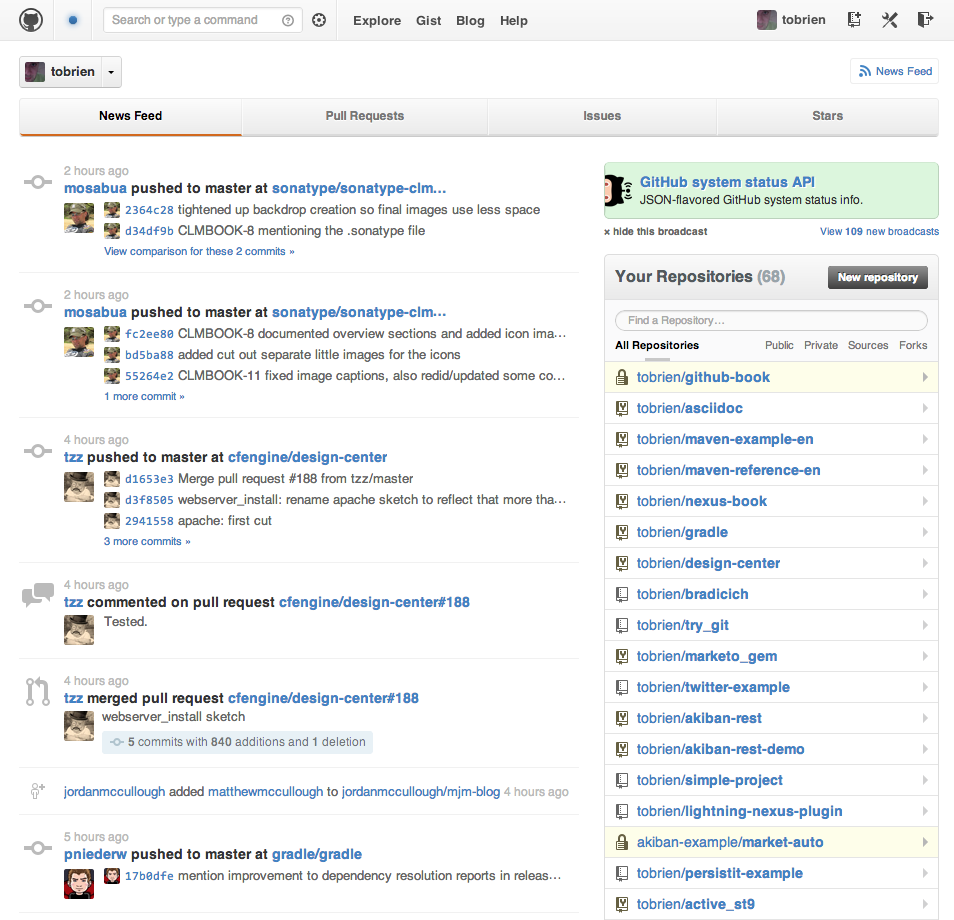 Search or type a command
Explore Gist Blog Help
tobrien
tobrien
News Feed
News Feed Pull Requests Issues Stars
2 hours ago
mosabua pushed to master at sonatype/sonatype-clm…
2364c28 tightened up backdrop creation so final images use less space
d34df9b CLMBOOK-8 mentioning the .sonatype file
View comparison for these 2 commits »
2 hours ago
mosabua pushed to master at sonatype/sonatype-clm…
fc2ee80 CLMBOOK-8 documented overview sections and added icon ima…
bd5ba88 added cut out separate little images for the icons
55264e2 CLMBOOK-11 fixed image captions, also redid/updated some co…
1 more commit »
4 hours ago
tzz pushed to master at cfengine/design-center
d1653e3 Merge pull request #188 from tzz/master
d3f8505 webserver_install: rename apache sketch to reflect that more tha…
2941558 apache: first cut
3 more commits »
4 hours ago
tzz commented on pull request cfengine/design-center#188
Tested.
4 hours ago
tzz merged pull request cfengine/design-center#188
webserver_install sketch
5 commits with 840 additions and 1 deletion
jordanmccullough added matthewmccullough to jordanmccullough/mjm-blog 4 hours ago
5 hours ago
pniederw pushed to master at gradle/gradle
17b0dfe mention improvement to dependency resolution reports in releas…
GitHub system status API
JSON-flavored GitHub system status info.
× hide this broadcast
View 109 new broadcasts
Your Repositories (68)
New repository
Find a Repository…
All Repositories Public Private Sources Forks
tobrien/github-book
tobrien/asciidoc
tobrien/maven-example-en
tobrien/maven-reference-en
tobrien/nexus-book
tobrien/gradle
tobrien/design-center
tobrien/bradicich
tobrien/try_git
tobrien/marketo_gem
tobrien/twitter-example
tobrien/akiban-rest
tobrien/akiban-rest-demo
tobrien/simple-project
tobrien/lightning-nexus-plugin
akiban-example/market-auto
tobrien/persistit-example
tobrien/active_st9